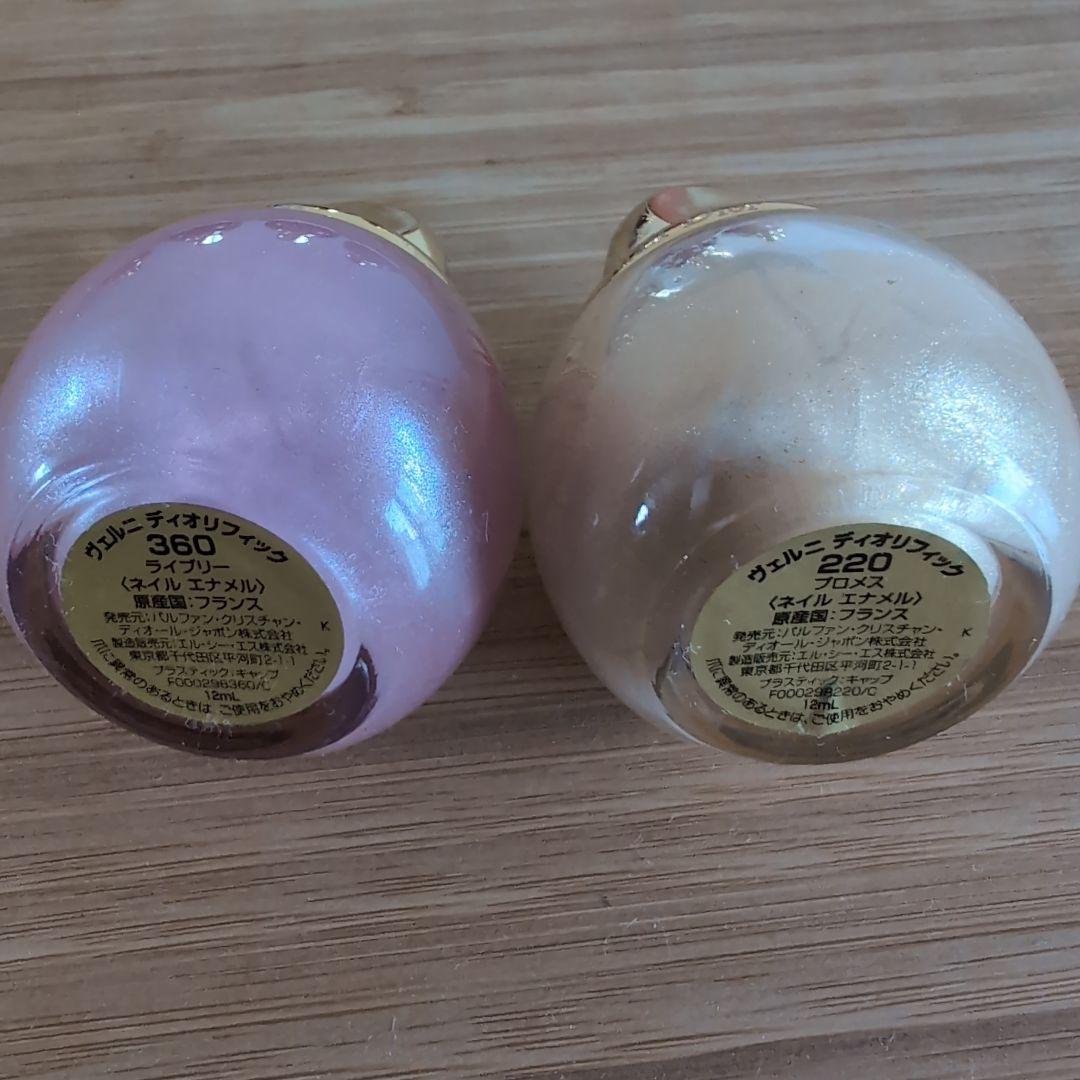 ヴェルニ ディオリフィック
360
ライブリー
〈ネイル エナメル〉
原産国:フランス
発売元:パルファン・クリスチャン・
ディオール・ジャポン株式会社
製造販売元:エル・シー・エス株式会社
東京都千代田区平河町2-1-1
プラスティック:キャップ
F000298360/C
12mL
爪に異常のあるときは、ご使用をおやめください。
K
ヴェルニ ディオリフィック
220
プロメス
〈ネイル エナメル〉
原産国:フランス
発売元:パルファン・クリスチャン・
ディオール・ジャポン株式会社
製造販売元:エル・シー・エス株式会社
東京都千代田区平河町2-1-1
プラスティック:キャップ
F000298220/C
12mL
爪に異常のあるときは、ご使用をおやめください。
K